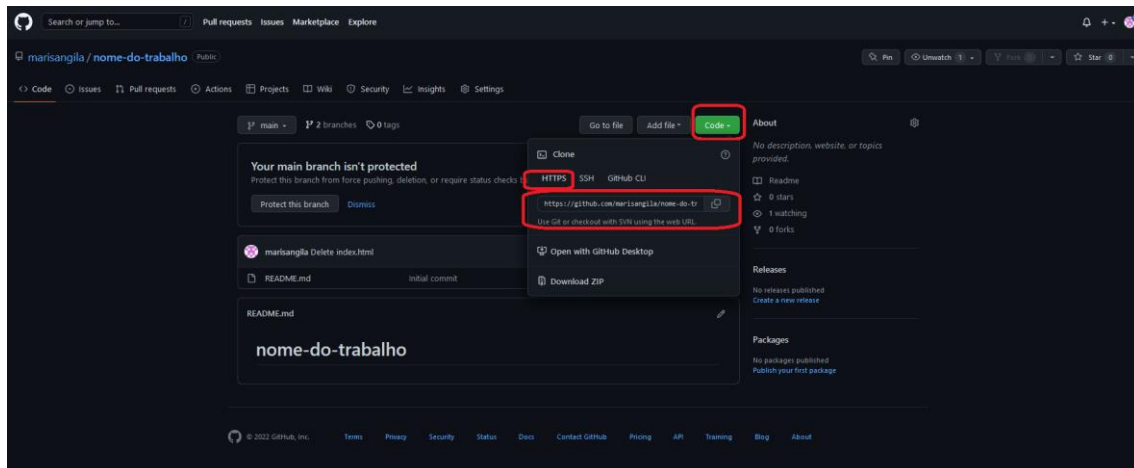 Search or jump to... / Pull requests Issues Marketplace Explore
marisangila / nome-do-trabalho Public
Pin Unwatch 1 Fork 0 Star 0
Code Issues Pull requests Actions Projects Wiki Security Insights Settings
main 2 branches 0 tags Go to file Add file Code
Your main branch isn't protected
Protect this branch from force pushing, deletion, or require status checks
Protect this branch Dismiss
marisangila Delete index.html
README.md Initial commit
README.md
nome-do-trabalho
Clone
HTTPS SSH GitHub CLI
https://github.com/marisangila/nome-do-tr
Use Git or checkout with SVN using the web URL.
Open with GitHub Desktop
Download ZIP
About
No description, website, or topics
provided.
Readme
0 stars
1 watching
0 forks
Releases
No releases published
Create a new release
Packages
No packages published
Publish your first package
© 2022 GitHub, Inc. Terms Privacy Security Status Docs Contact GitHub Pricing API Training Blog About